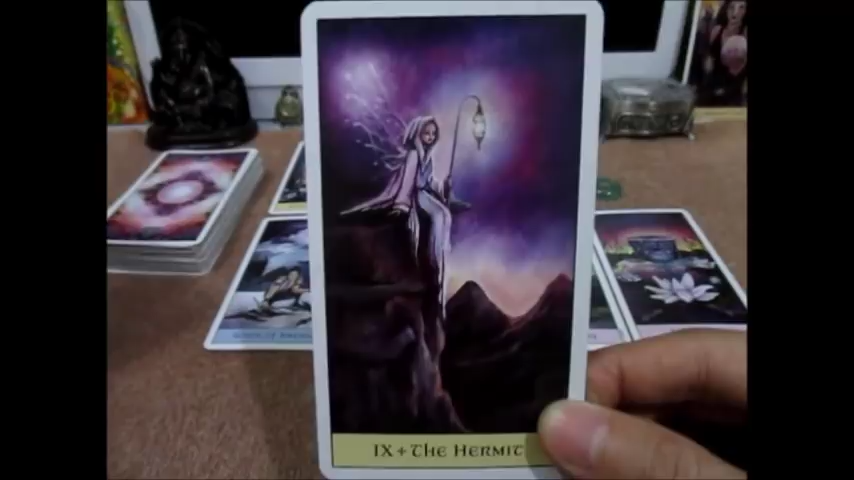 IX + The Hermit